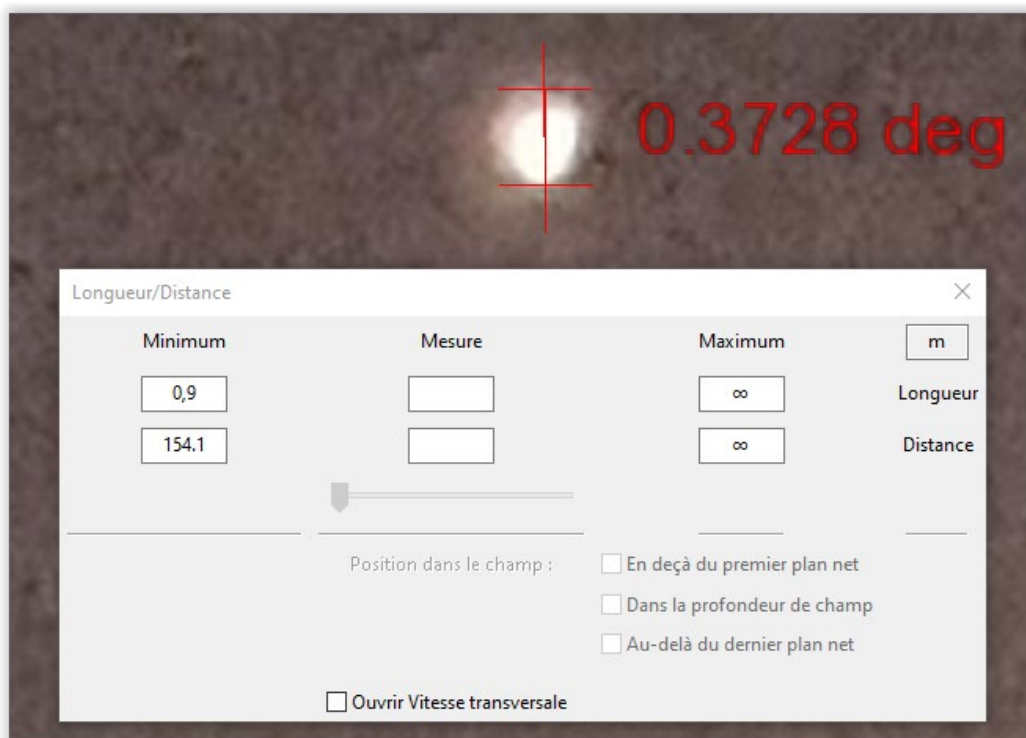 0.3728 deg
Longueur/Distance
Minimum Mesure Maximum m
0,9 ∞ Longueur
154.1 ∞ Distance
Position dans le champ : En deçà du premier plan net
Dans la profondeur de champ
Au-delà du dernier plan net
Ouvrir Vitesse transversale